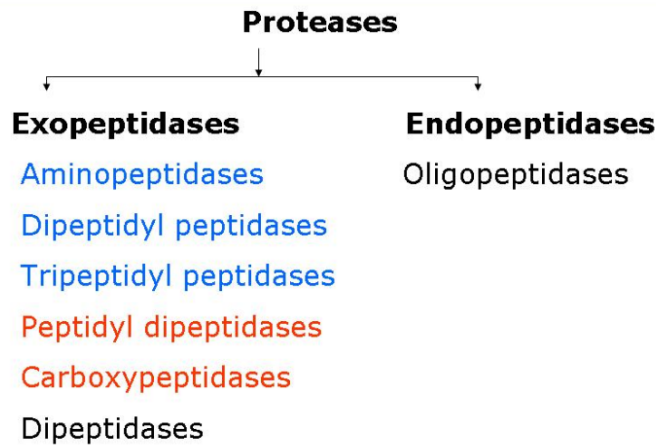 Proteases
Exopeptidases
Aminopeptidases
Dipeptidyl peptidases
Tripeptidyl peptidases
Peptidyl dipeptidases
Carboxypeptidases
Dipeptidases
Endopeptidases
Oligopeptidases